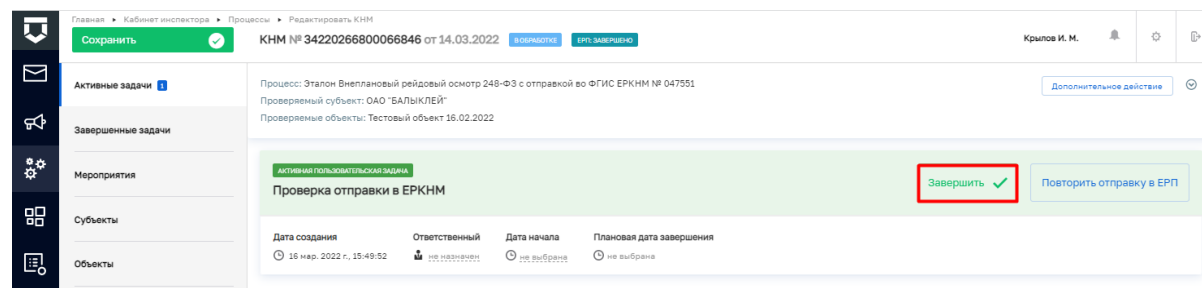 Главная ▸ Кабинет инспектора ▸ Процессы ▸ Редактировать КНМ
Сохранить
КНМ № 34220266800066846 от 14.03.2022 В ОБРАБОТКЕ ЕРП: ЗАВЕРШЕНО
Крылов И. М.
Активные задачи 1
Процесс: Эталон Внеплановый рейдовый осмотр 248-ФЗ с отправкой во ФГИС ЕРКНМ № 047551
Дополнительное действие
Проверяемый субъект: ОАО "БАЛЫКЛЕЙ"
Проверяемые объекты: Тестовый объект 16.02.2022
Завершенные задачи
Мероприятия
Субъекты
Объекты
АКТИВНАЯ ПОЛЬЗОВАТЕЛЬСКАЯ ЗАДАЧА
Проверка отправки в ЕРКНМ
Завершить
Повторить отправку в ЕРП
Дата создания Ответственный Дата начала Плановая дата завершения
16 мар. 2022 г., 15:49:52 не назначен не выбрана не выбрана